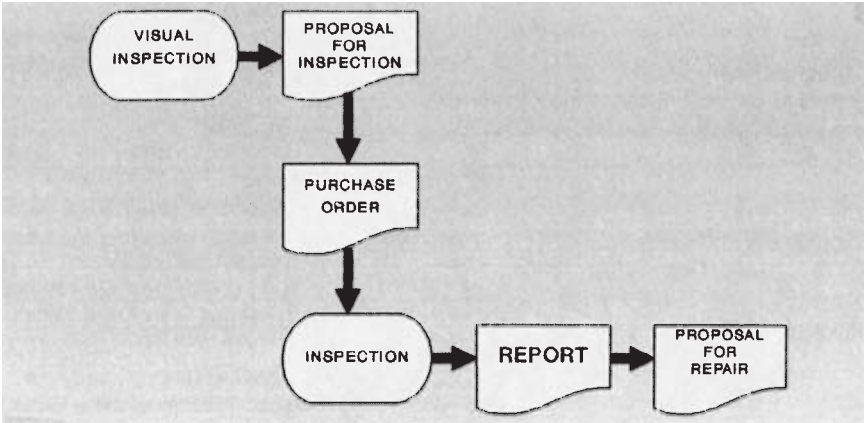 VISUAL
INSPECTION
PROPOSAL
FOR
INSPECTION
PURCHASE
ORDER
INSPECTION
REPORT
PROPOSAL
FOR
REPAIR